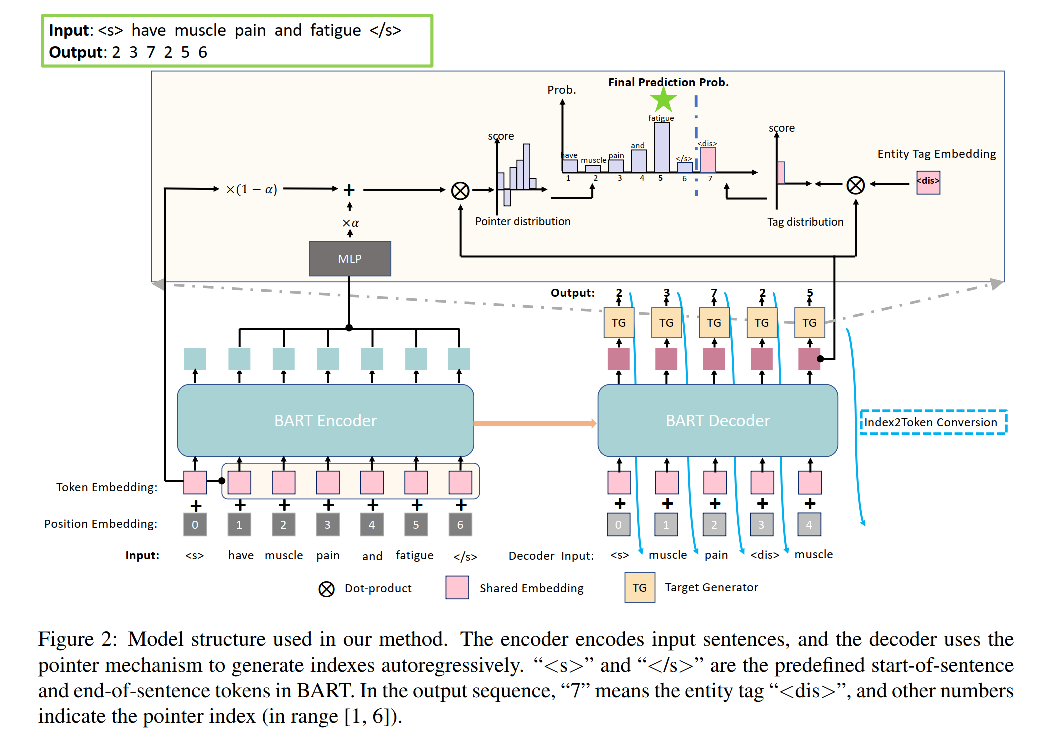 Input: <s> have muscle pain and fatigue </s>
Output: 2 3 7 2 5 6
Final Prediction Prob.
Prob.
fatigue
have
muscle
pain
and
</s>
<dis>
1 2 3 4 5 6 7
score
score
Entity Tag Embedding
<dis>
×(1 − α)
+
×α
Pointer distribution
Tag distribution
MLP
Output: 2 3 7 2 5
TG TG TG TG TG
BART Encoder
BART Decoder
Index2Token Conversion
Token Embedding:
+ + + + + + +
+ + + + +
Position Embedding: 0 1 2 3 4 5 6
0 1 2 3 4
Input: <s> have muscle pain and fatigue </s>
Decoder Input: <s> muscle pain <dis> muscle
Dot-product
Shared Embedding
TG Target Generator
Figure 2: Model structure used in our method. The encoder encodes input sentences, and the decoder uses the
pointer mechanism to generate indexes autoregressively. “<s>” and “</s>” are the predefined start-of-sentence
and end-of-sentence tokens in BART. In the output sequence, “7” means the entity tag “<dis>”, and other numbers
indicate the pointer index (in range [1, 6]).